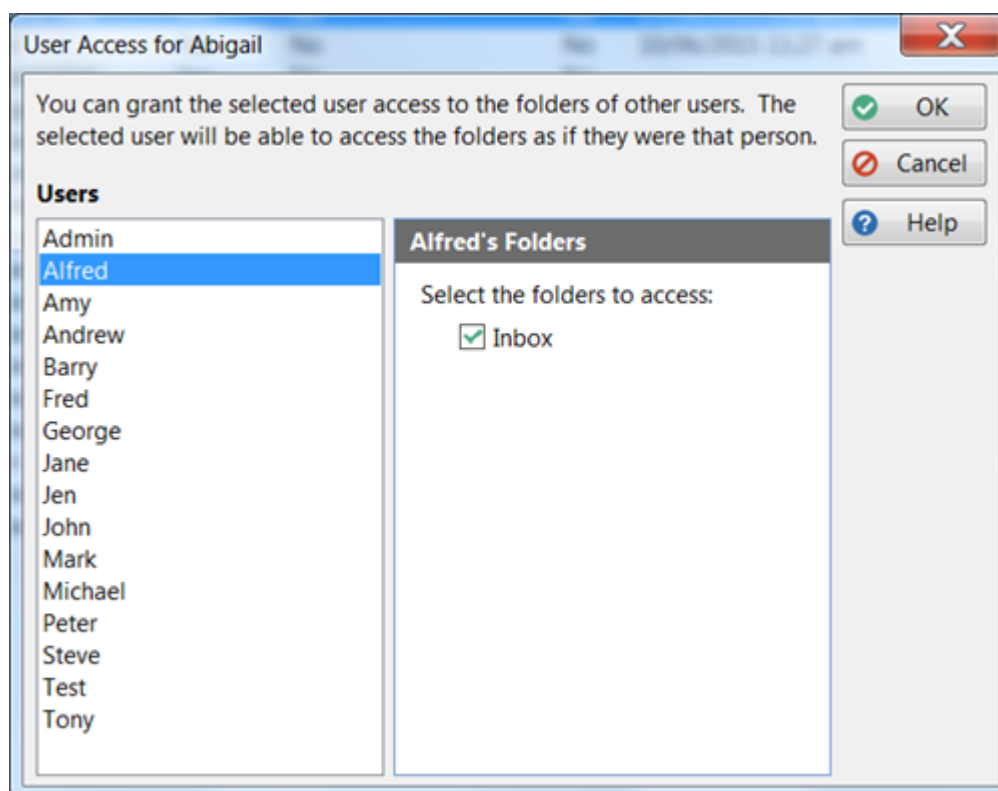 User Access for Abigail
You can grant the selected user access to the folders of other users. The
selected user will be able to access the folders as if they were that person.
OK
Cancel
Help
Users
Admin
Alfred
Amy
Andrew
Barry
Fred
George
Jane
Jen
John
Mark
Michael
Peter
Steve
Test
Tony
Alfred's Folders
Select the folders to access:
Inbox